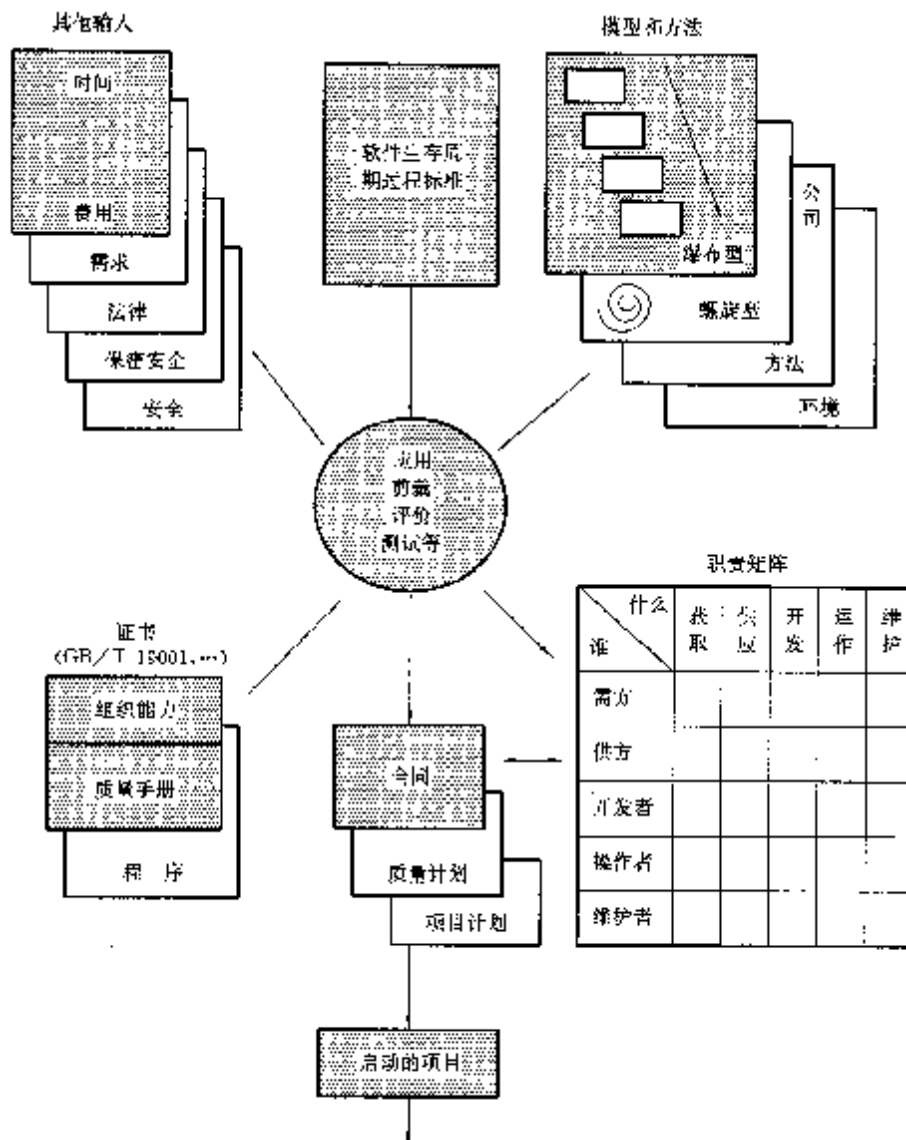 其他输人
时间
费用
需求
法律
保密安全
安全
软件生存周
期过程标准
模型和方法
瀑布型
公司
螺旋型
方法
环境
应用
剪裁
评价
测试等
证书
(GB/T 19001,…)
组织能力
质量手册
程 序
合同
质量计划
项目计划
启动的项目
职责矩阵
什么
谁
获取
供应
开发
运作
维护
需方
供方
开发者
操作者
维护者